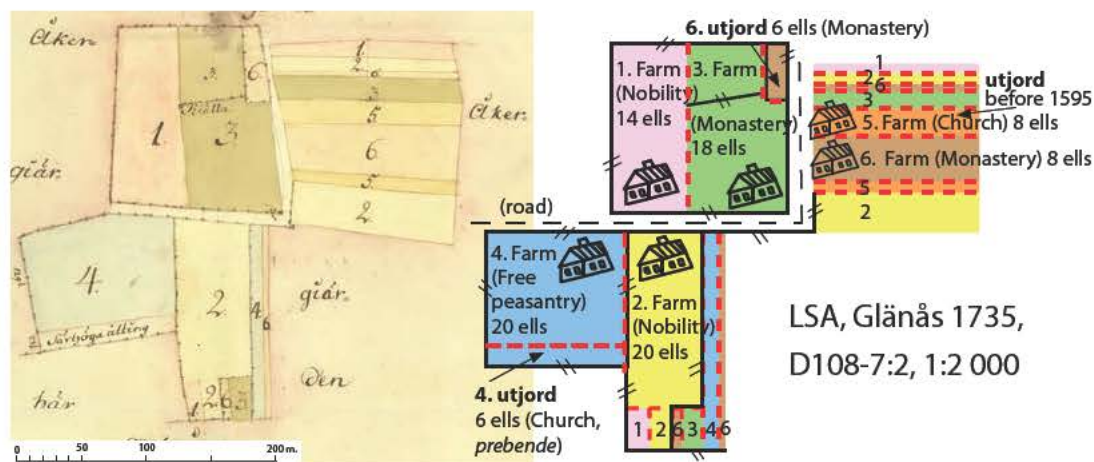 Åker.
3.
6.
1.
2.
6
3
5.
6.
5.
2.
Åker.
1.
3.
giär.
4.
2.
4.
6
giär.
2
6
3
den
här
0 50 100 200 m.
6. utjord 6 ells (Monastery)
1. Farm
(Nobility)
14 ells
3. Farm
(Monastery)
18 ells
1
2
6
3
utjord
before 1595
5. Farm (Church) 8 ells
6. Farm (Monastery) 8 ells
5
2
(road)
4. Farm
(Free
peasantry)
20 ells
2. Farm
(Nobility)
20 ells
4. utjord
6 ells (Church,
prebende)
1 2 6 3 4 6
LSA, Glänås 1735,
D108-7:2, 1:2 000